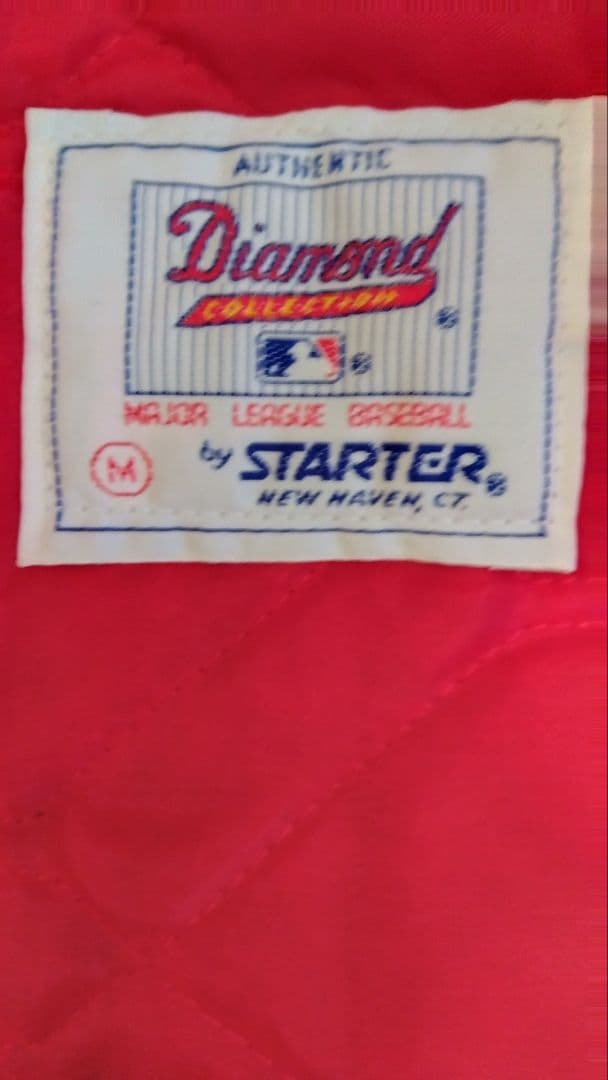 AUTHENTIC
Diamond
COLLECTION
®
®
MAJOR LEAGUE BASEBALL
M
by STARTER®
NEW HAVEN, CT.